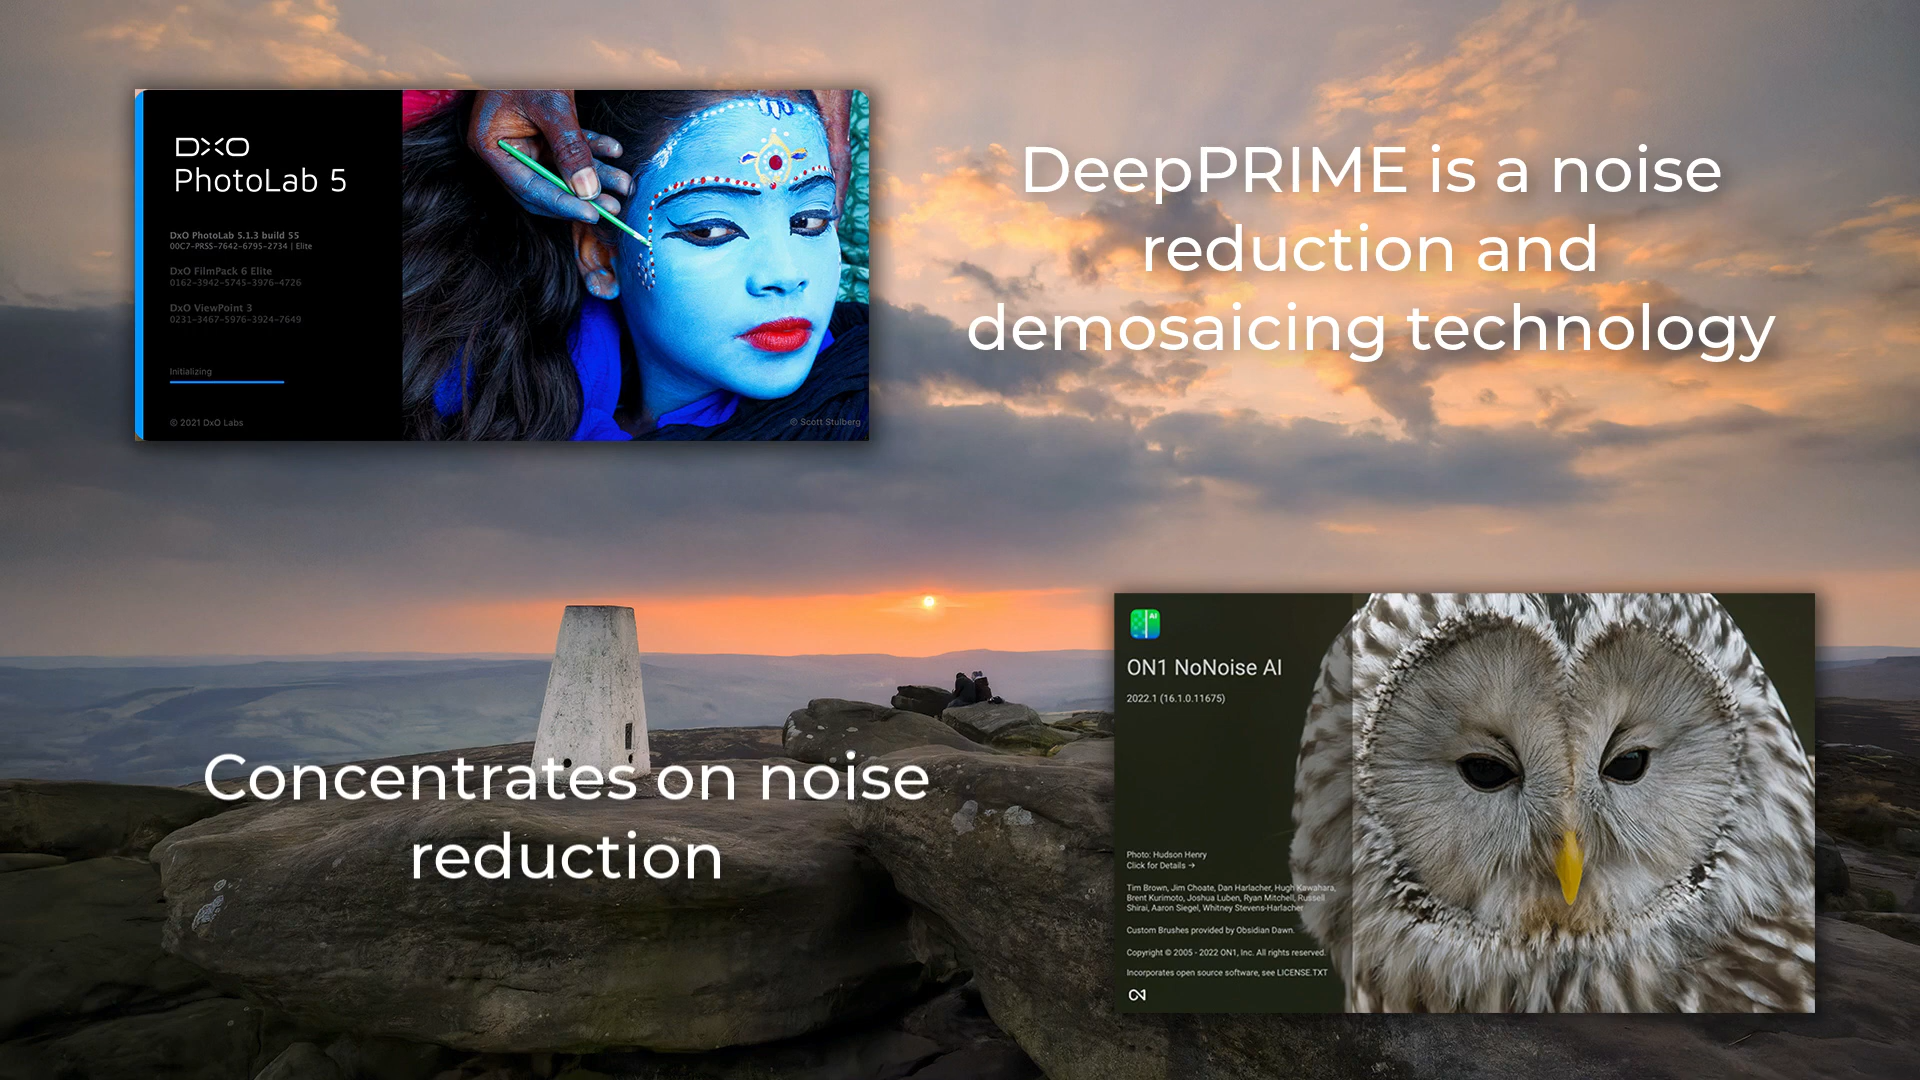 DXO
PhotoLab 5
DxO PhotoLab 5.1.3 build 55
00C7-PRSS-7642-6795-2734 | Elite
DxO FilmPack 6 Elite
0162-3942-5745-3976-4726
DxO ViewPoint 3
0231-3467-5976-3924-7649
Initializing
© 2021 DxO Labs
© Scott Stulberg
DeepPRIME is a noise
reduction and
demosaicing technology
Concentrates on noise
reduction
AI
ON1 NoNoise AI
2022.1 (16.1.0.11675)
Photo: Hudson Henry
Click for Details →
Tim Brown, Jim Choate, Dan Harlacher, Hugh Kawahara,
Brent Kurimoto, Joshua Luben, Ryan Mitchell, Russell
Shirai, Aaron Siegel, Whitney Stevens-Harlacher
Custom Brushes provided by Obsidian Dawn.
Copyright © 2005 - 2022 ON1, Inc. All rights reserved.
Incorporates open source software, see LICENSE.TXT